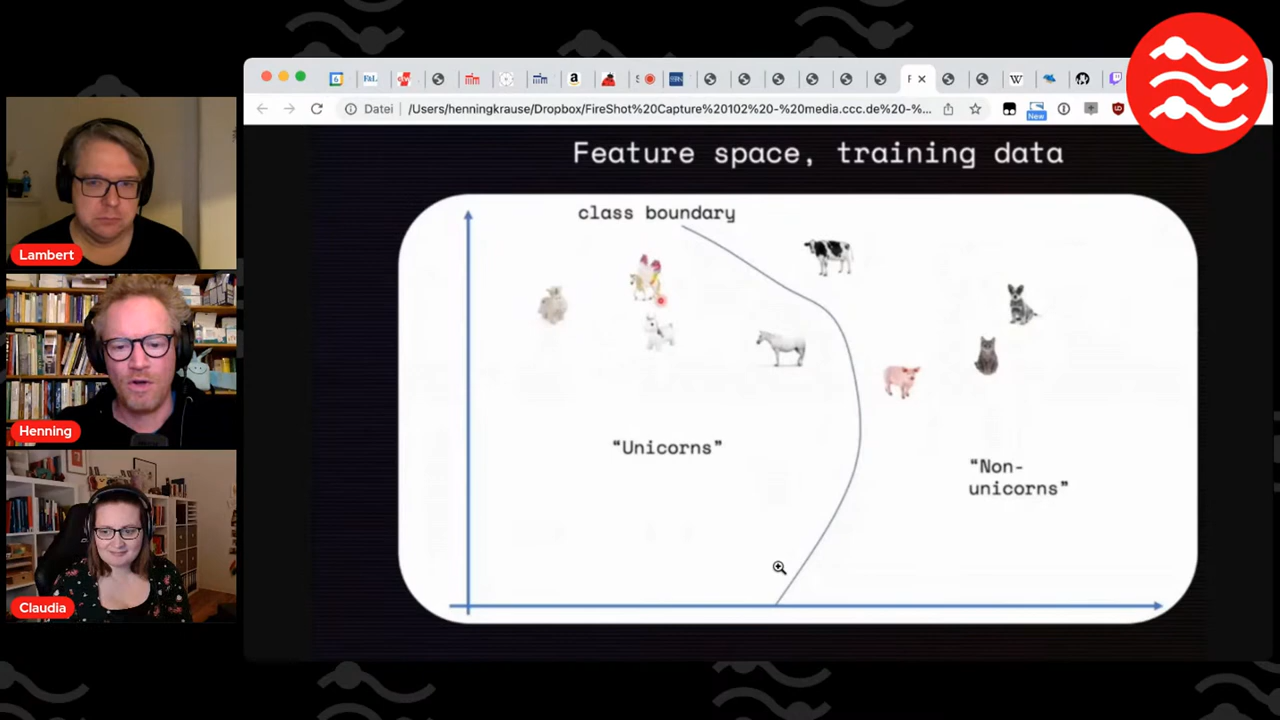 Datei
/Users/henningkrause/Dropbox/FireShot%20Capture%20102%20-%20media.ccc.de%20-%...
New
Feature space, training data
class boundary
“Unicorns”
“Non-
unicorns”
Lambert
Henning
Claudia